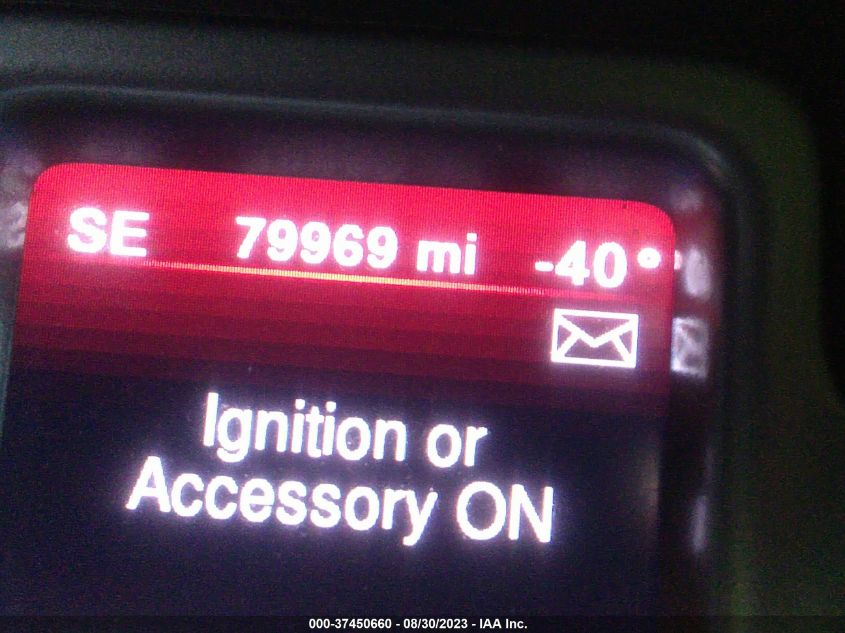 SE 79969 mi -40°
Ignition or
Accessory ON
000-37450660 - 08/30/2023 - IAA Inc.